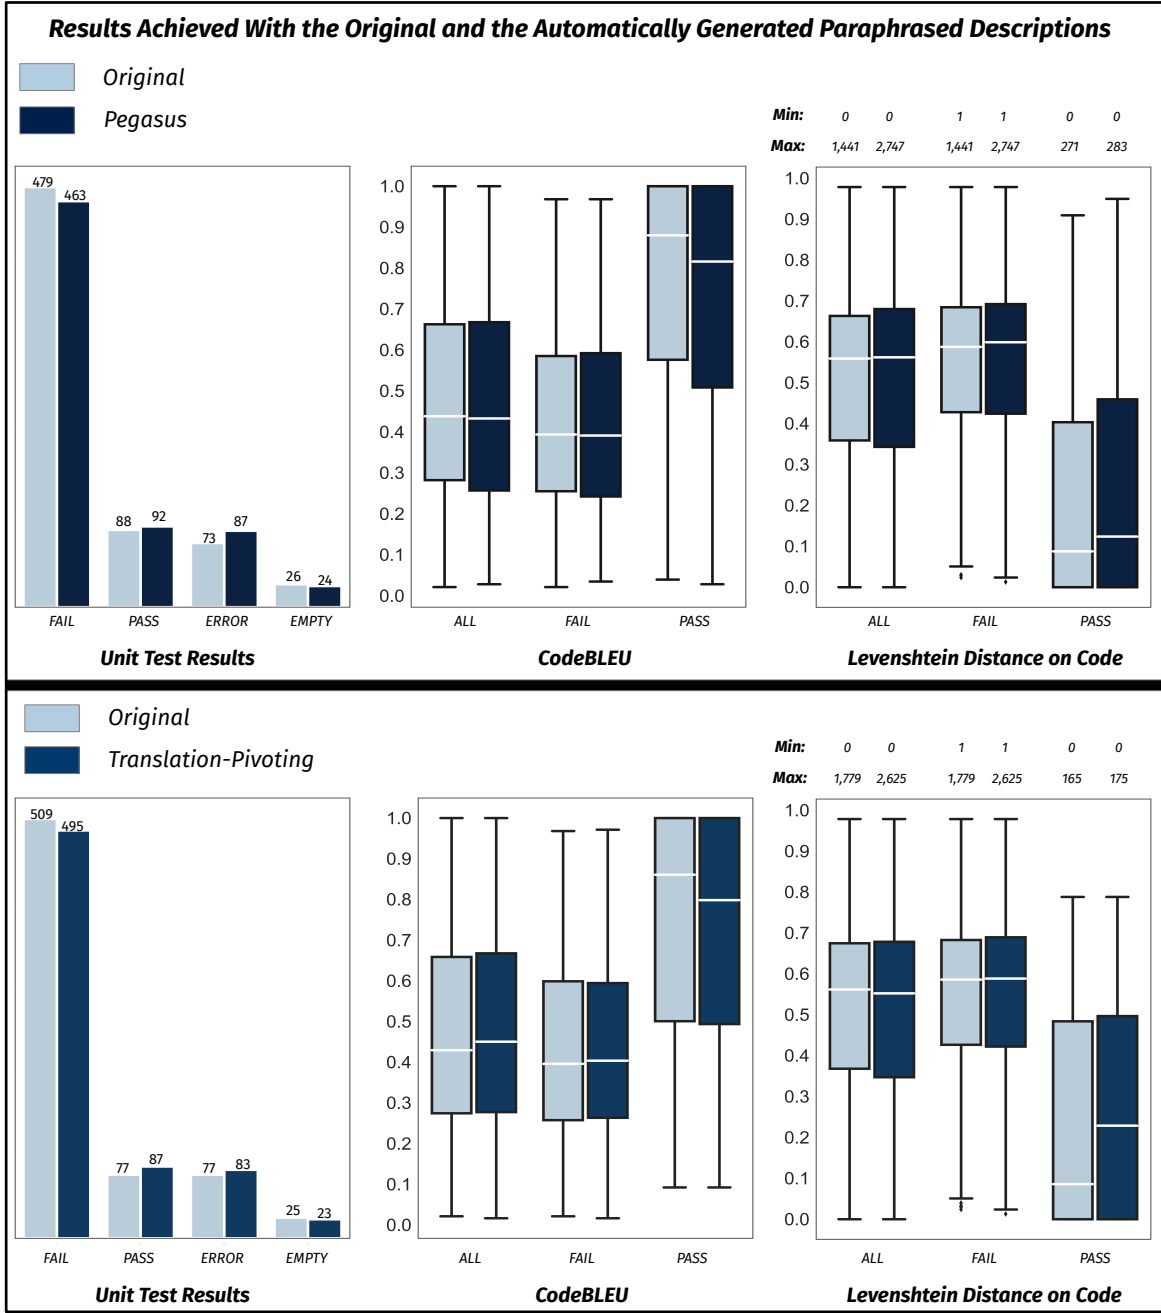 Results Achieved With the Original and the Automatically Generated Paraphrased Descriptions
Original
Pegasus
Min: 0 0 1 1 0 0
Max: 1,441 2,747 1,441 2,747 271 283
479 463
88 92
73 87
26 24
FAIL PASS ERROR EMPTY
Unit Test Results
1.0
0.9
0.8
0.7
0.6
0.5
0.4
0.3
0.2
0.1
0.0
ALL FAIL PASS
CodeBLEU
1.0
0.9
0.8
0.7
0.6
0.5
0.4
0.3
0.2
0.1
0.0
ALL FAIL PASS
Levenshtein Distance on Code
Original
Translation-Pivoting
Min: 0 0 1 1 0 0
Max: 1,779 2,625 1,779 2,625 165 175
509 495
77 87
77 83
25 23
FAIL PASS ERROR EMPTY
Unit Test Results
1.0
0.9
0.8
0.7
0.6
0.5
0.4
0.3
0.2
0.1
0.0
ALL FAIL PASS
CodeBLEU
1.0
0.9
0.8
0.7
0.6
0.5
0.4
0.3
0.2
0.1
0.0
ALL FAIL PASS
Levenshtein Distance on Code